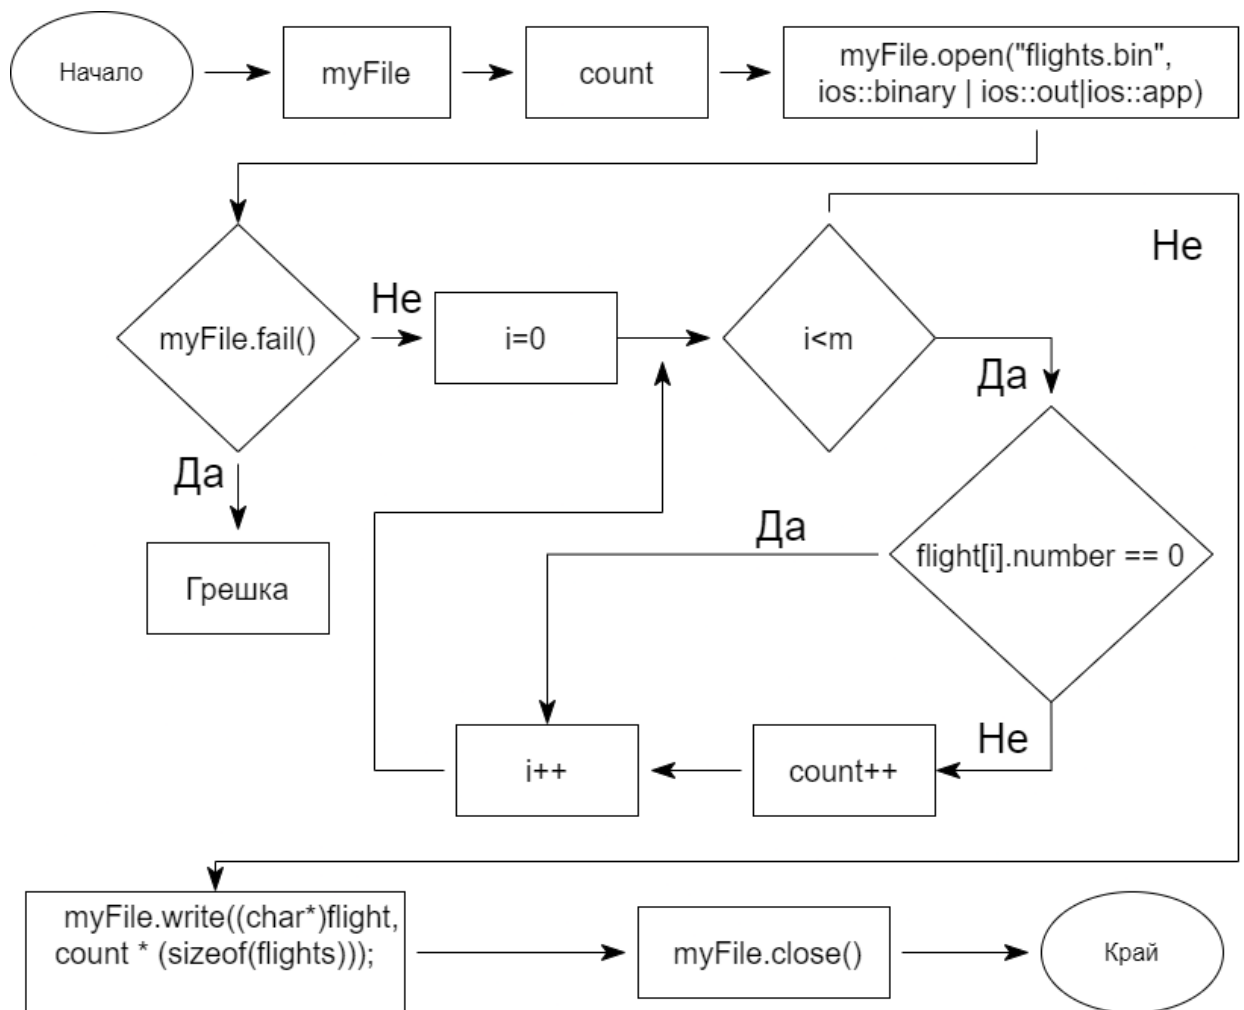 Начало
myFile
count
myFile.open("flights.bin",
ios::binary | ios::out|ios::app)
myFile.fail()
Не
i=0
i<m
Не
Да
Да
Грешка
Да
flight[i].number == 0
i++
count++
Не
myFile.write((char*)flight,
count * (sizeof(flights)));
myFile.close()
Край